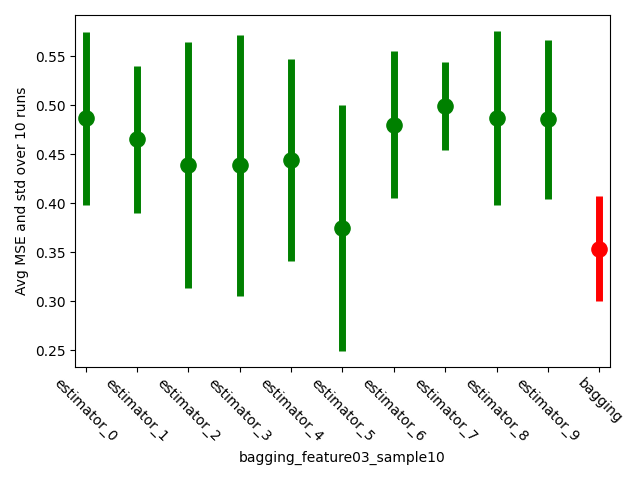 Avg MSE and std over 10 runs
0.55
0.50
0.45
0.40
0.35
0.30
0.25
estimator_0
estimator_1
estimator_2
estimator_3
estimator_4
estimator_5
estimator_6
estimator_7
estimator_8
estimator_9
bagging
bagging_feature03_sample10